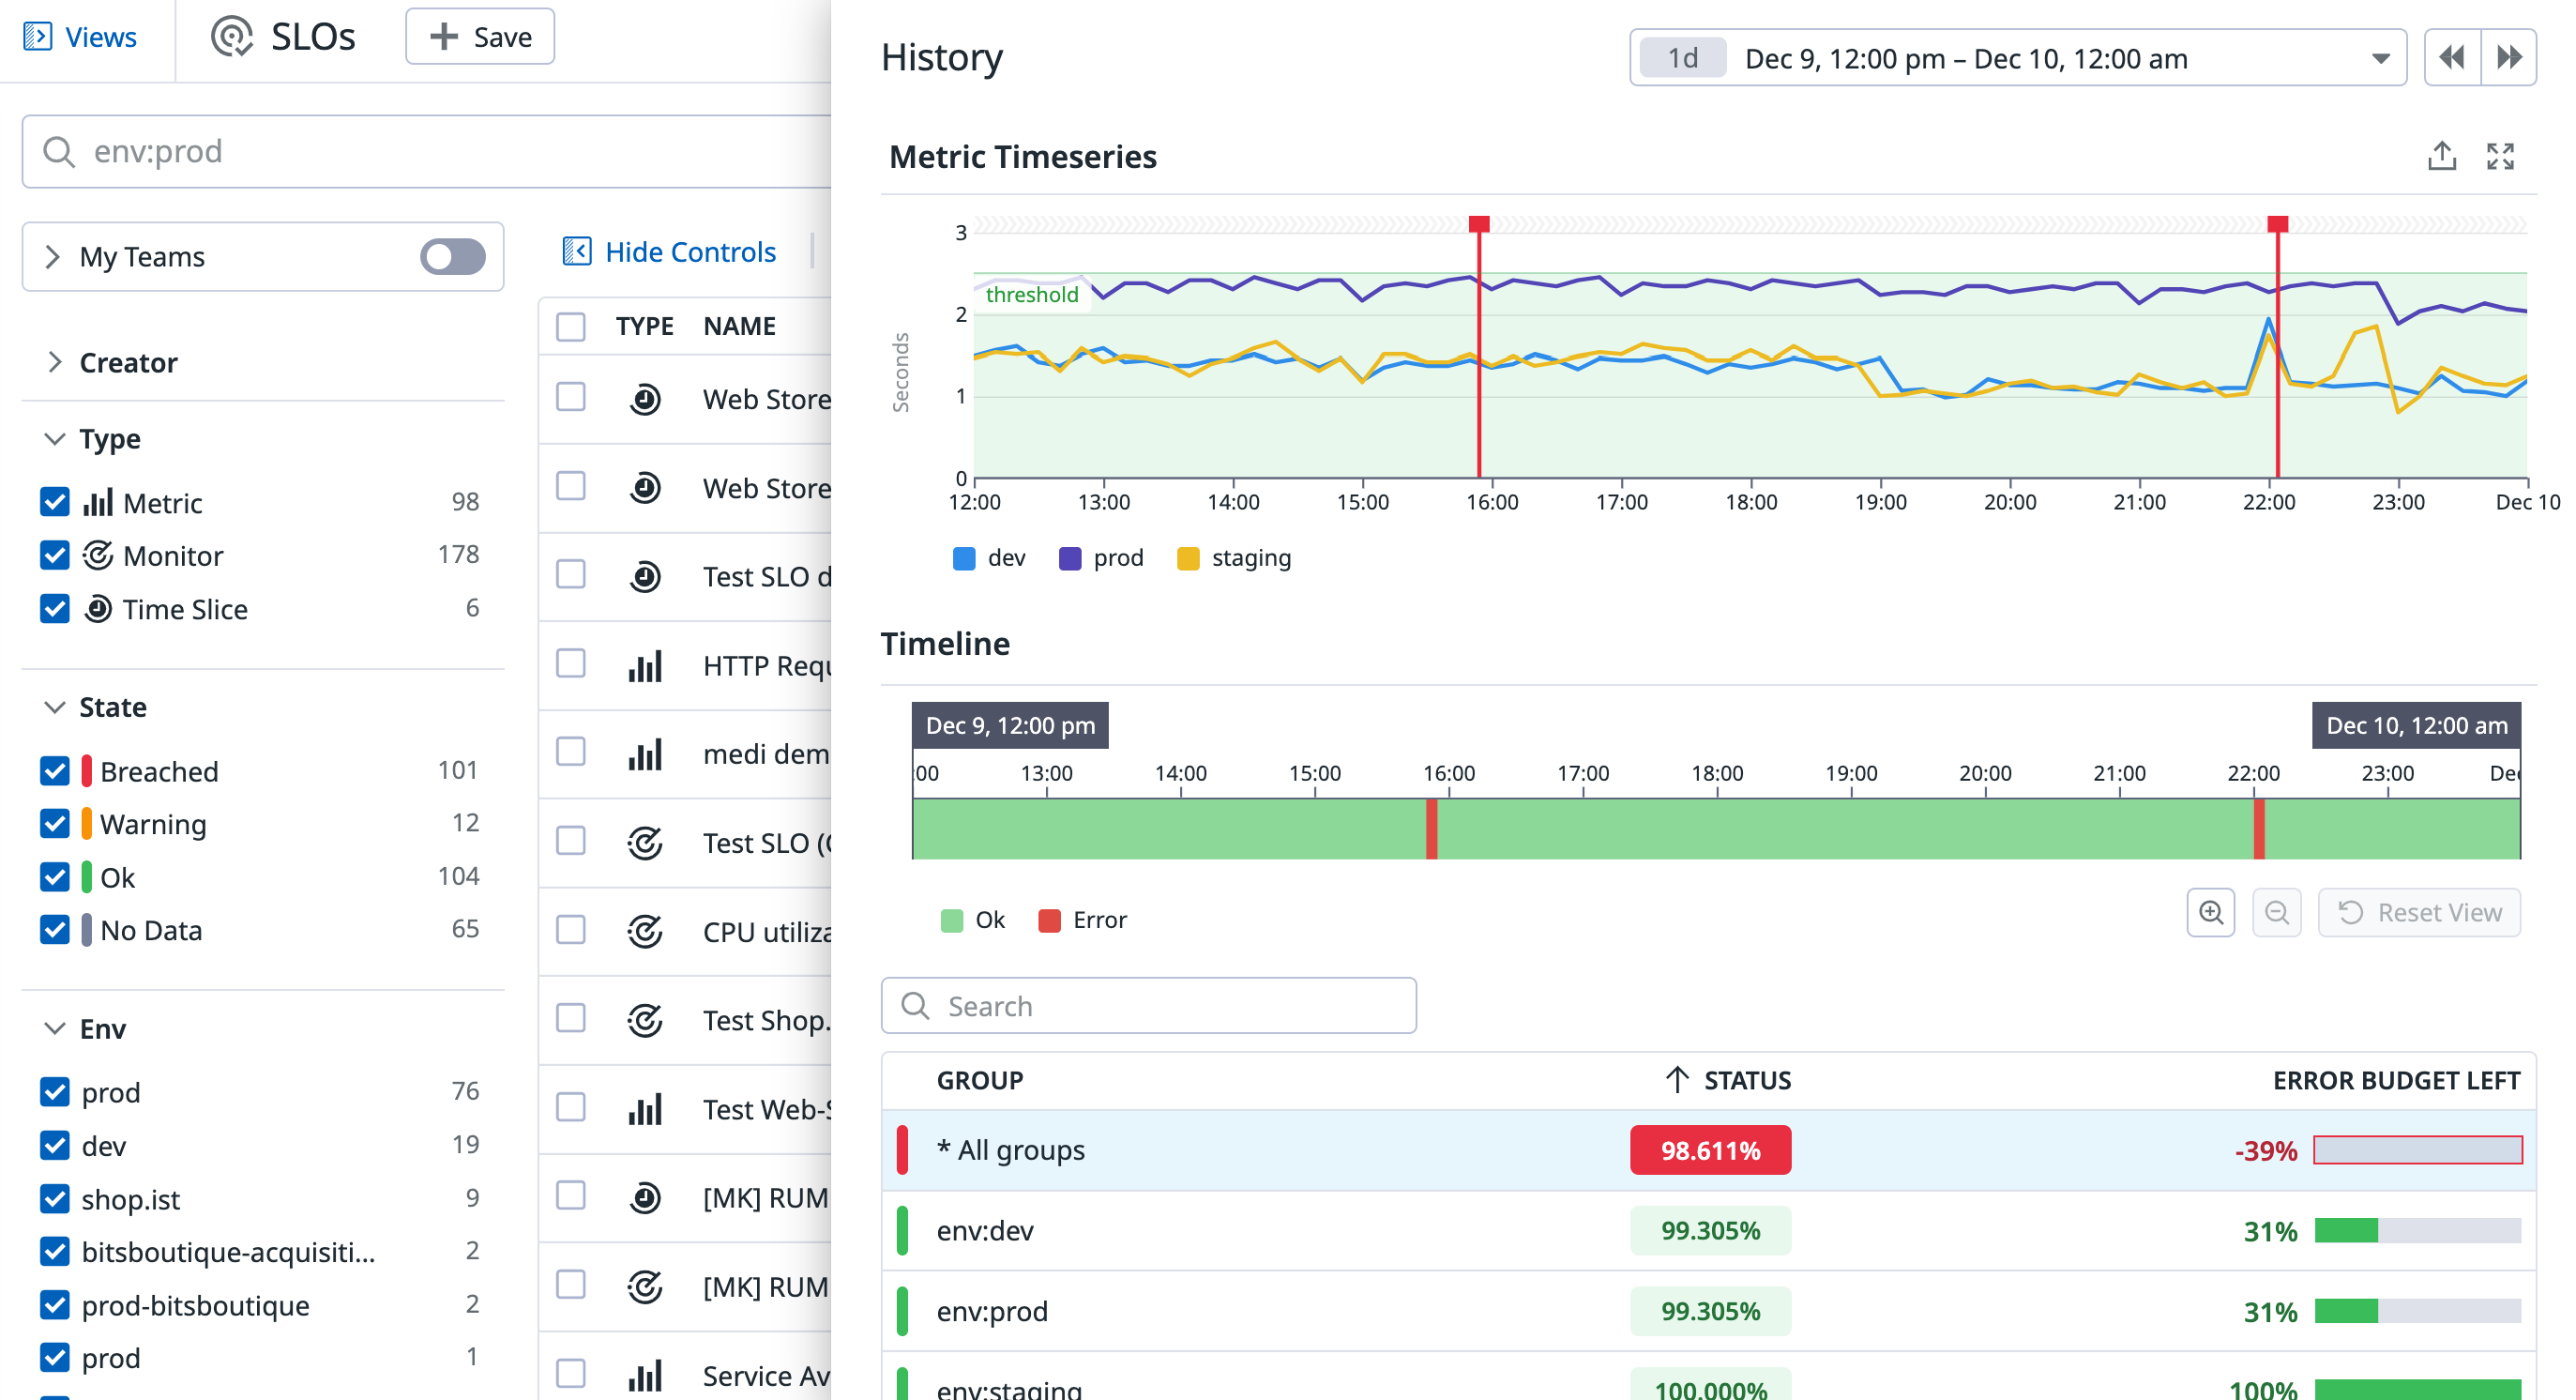 Views
SLOs
Save
env:prod
My Teams
Creator
Type
Metric 98
Monitor 178
Time Slice 6
State
Breached 101
Warning 12
Ok 104
No Data 65
Env
prod 76
dev 19
shop.ist 9
bitsboutique-acquisiti... 2
prod-bitsboutique 2
prod 1
Hide Controls
TYPE NAME
Web Store
Web Store
Test SLO d
HTTP Requ
medi dem
Test SLO (
CPU utiliza
Test Shop.
Test Web-S
[MK] RUM
[MK] RUM
Service Av
History
1d Dec 9, 12:00 pm – Dec 10, 12:00 am
Metric Timeseries
3
threshold
2
Seconds
1
0
12:00 13:00 14:00 15:00 16:00 17:00 18:00 19:00 20:00 21:00 22:00 23:00 Dec 10
dev prod staging
Timeline
Dec 9, 12:00 pm Dec 10, 12:00 am
:00 13:00 14:00 15:00 16:00 17:00 18:00 19:00 20:00 21:00 22:00 23:00 Dec
Ok Error
Reset View
Search
GROUP STATUS ERROR BUDGET LEFT
* All groups 98.611% -39%
env:dev 99.305% 31%
env:prod 99.305% 31%
env:staging 100.000% 100%